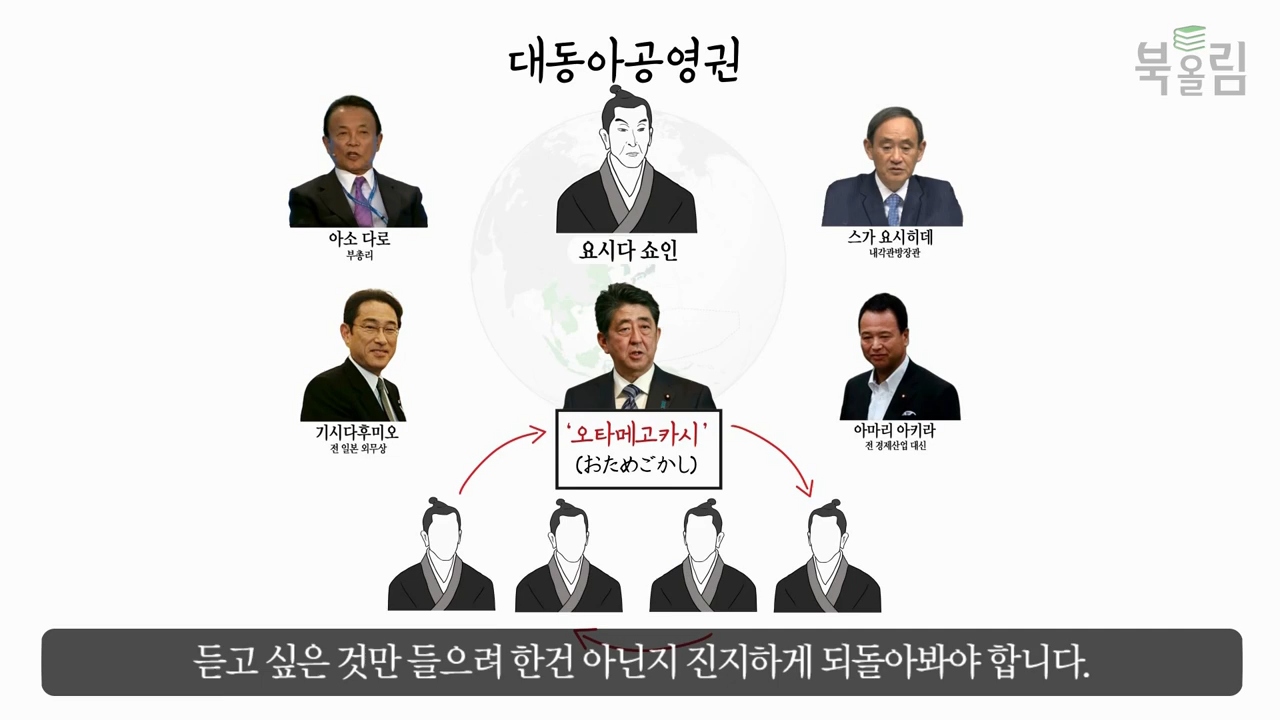 대동아공영권
북올림
아소 다로
부총리
요시다 쇼인
스가 요시히데
내각관방장관
기시다후미오
전 일본 외무상
아마리 아키라
전 경제산업 대신
‘오타메고카시’
(おためごかし)
듣고 싶은 것만 들으려 한건 아닌지 진지하게 되돌아봐야 합니다.